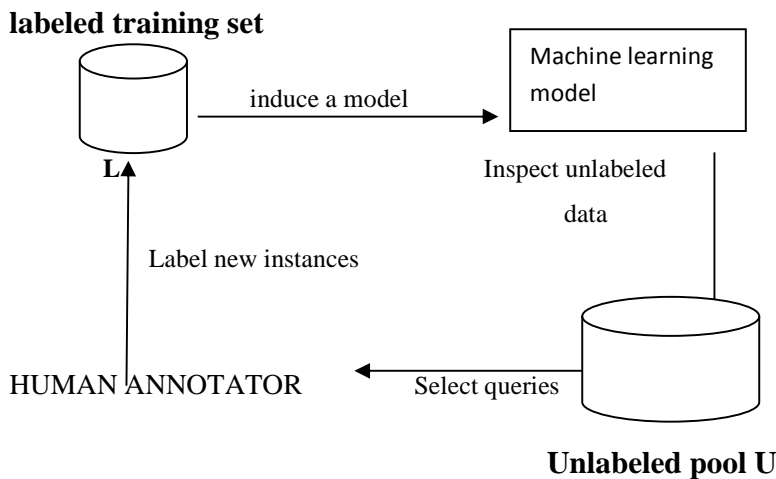 labeled training set
Machine learning
model
induce a model
L
Inspect unlabeled
data
Label new instances
HUMAN ANNOTATOR
Select queries
Unlabeled pool U